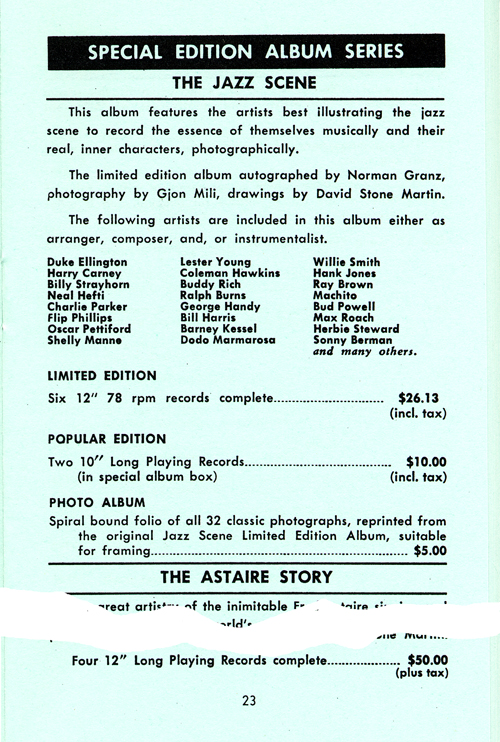 SPECIAL EDITION ALBUM SERIES
THE JAZZ SCENE
This album features the artists best illustrating the jazz
scene to record the essence of themselves musically and their
real, inner characters, photographically.
The limited edition album autographed by Norman Granz,
photography by Gjon Mili, drawings by David Stone Martin.
The following artists are included in this album either as
arranger, composer, and, or instrumentalist.
Duke Ellington
Harry Carney
Billy Strayhorn
Neal Hefti
Charlie Parker
Flip Phillips
Oscar Pettiford
Shelly Manne
Lester Young
Coleman Hawkins
Buddy Rich
Ralph Burns
George Handy
Bill Harris
Barney Kessel
Dodo Marmarosa
Willie Smith
Hank Jones
Ray Brown
Machito
Bud Powell
Max Roach
Herbie Steward
Sonny Berman
and many others.
LIMITED EDITION
Six 12" 78 rpm records complete............................... $26.13
(incl. tax)
POPULAR EDITION
Two 10" Long Playing Records......................................... $10.00
(in special album box) (incl. tax)
PHOTO ALBUM
Spiral bound folio of all 32 classic photographs, reprinted from
the original Jazz Scene Limited Edition Album, suitable
for framing........................................................................ $5.00
THE ASTAIRE STORY
of the inimitable
Four 12" Long Playing Records complete.................... $50.00
(plus tax)
23